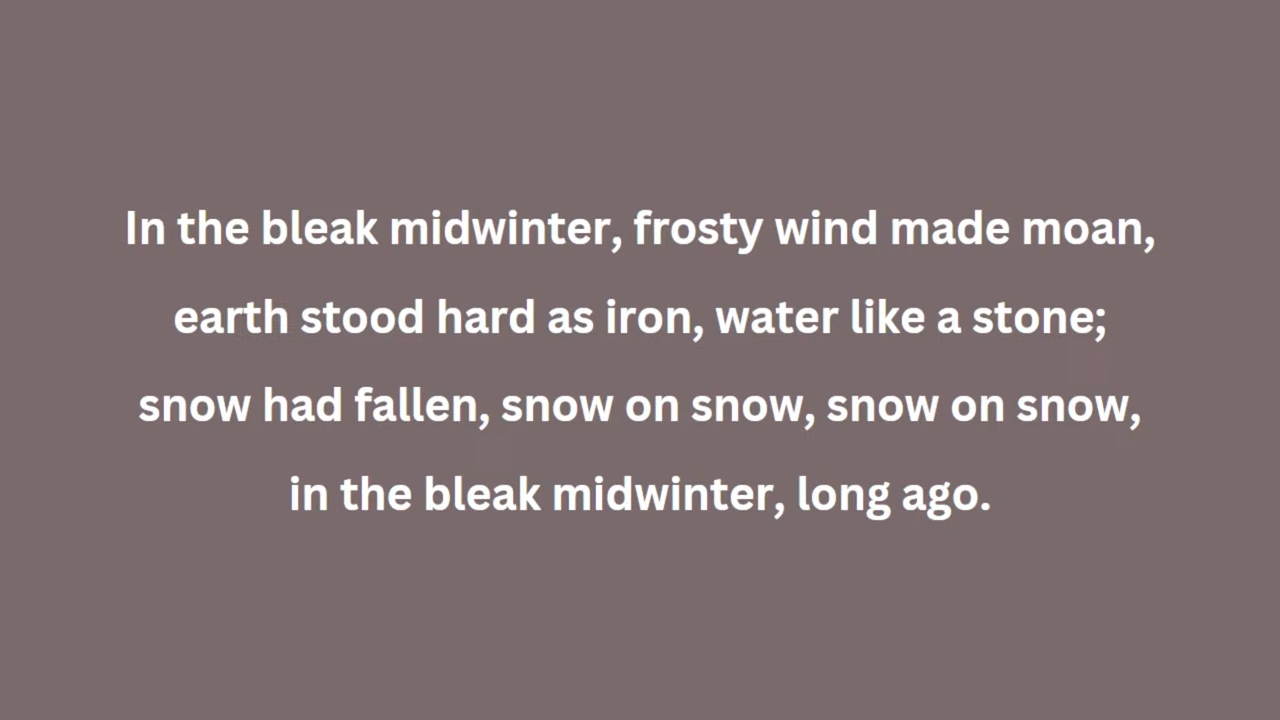 In the bleak midwinter, frosty wind made moan,
earth stood hard as iron, water like a stone;
snow had fallen, snow on snow, snow on snow,
in the bleak midwinter, long ago.